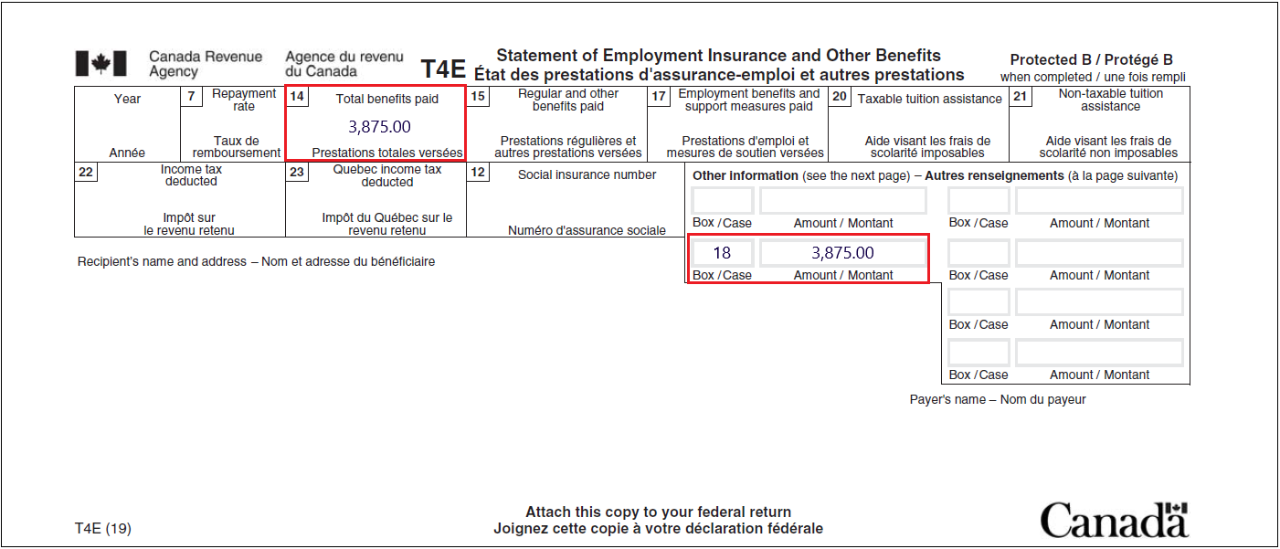 Canada Revenue Agency
Agence du revenu du Canada
T4E
Statement of Employment Insurance and Other Benefits
État des prestations d'assurance-emploi et autres prestations
Protected B / Protégé B
when completed / une fois rempli
Year
Année
7 Repayment rate
Taux de remboursement
14 Total benefits paid
3,875.00
Prestations totales versées
15 Regular and other benefits paid
Prestations régulières et autres prestations versées
17 Employment benefits and support measures paid
Prestations d'emploi et mesures de soutien versées
20 Taxable tuition assistance
Aide visant les frais de scolarité imposables
21 Non-taxable tuition assistance
Aide visant les frais de scolarité non imposables
22 Income tax deducted
Impôt sur le revenu retenu
23 Quebec income tax deducted
Impôt du Québec sur le revenu retenu
12 Social insurance number
Numéro d'assurance sociale
Other information (see the next page) – Autres renseignements (à la page suivante)
Box /Case Amount / Montant Box /Case Amount / Montant
18 3,875.00
Box /Case Amount / Montant Box /Case Amount / Montant
Box /Case Amount / Montant
Box /Case Amount / Montant
Recipient's name and address – Nom et adresse du bénéficiaire
Payer's name – Nom du payeur
T4E (19)
Attach this copy to your federal return
Joignez cette copie à votre déclaration fédérale
Canada